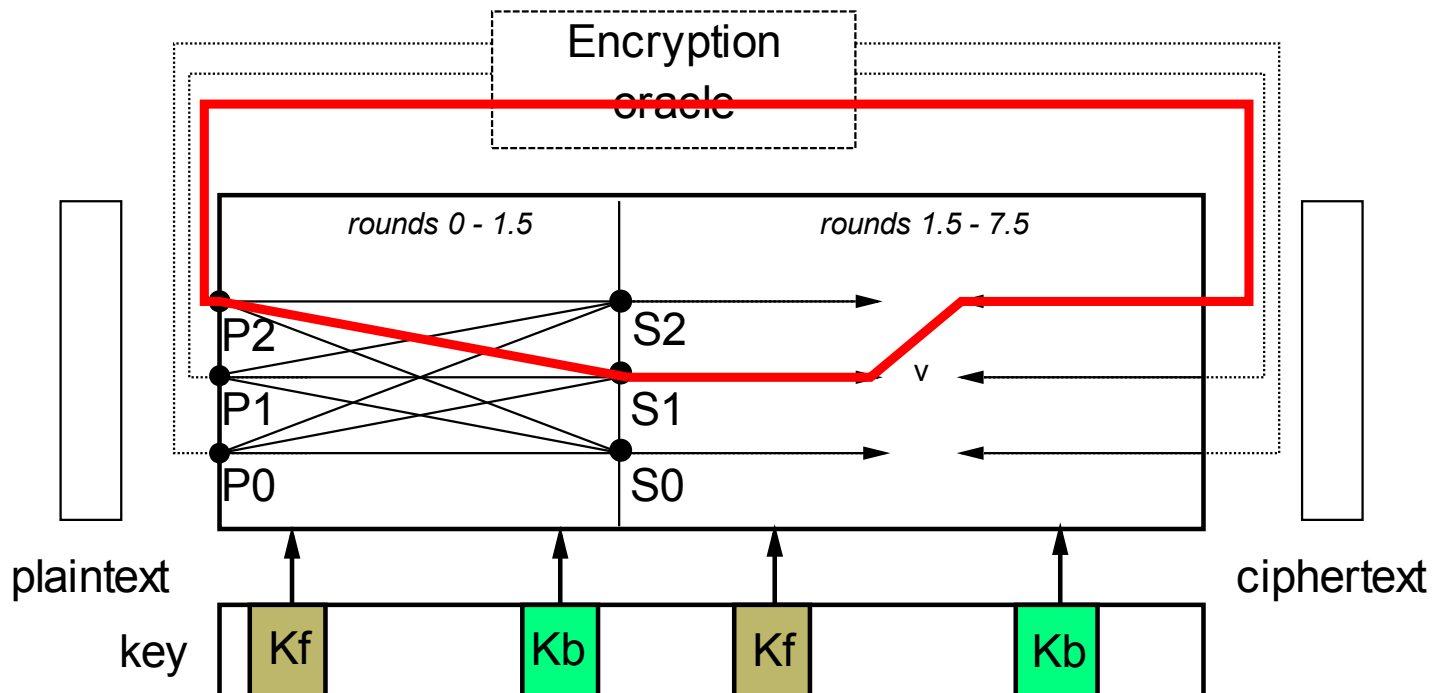 Encryption
oracle
rounds 0 - 1.5
rounds 1.5 - 7.5
P2
S2
v
P1
S1
P0
S0
plaintext
ciphertext
key
Kf
Kb
Kf
Kb